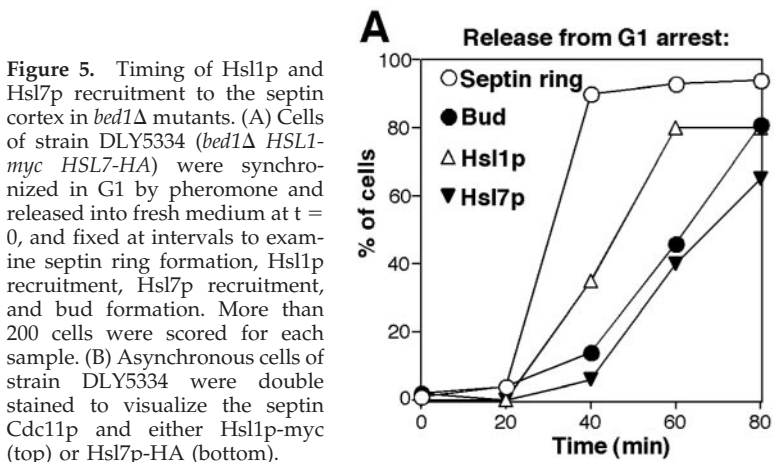 Figure 5. Timing of Hsl1p and
Hsl7p recruitment to the septin
cortex in bed1Δ mutants. (A) Cells
of strain DLY5334 (bed1Δ HSL1-
myc HSL7-HA) were synchro-
nized in G1 by pheromone and
released into fresh medium at t =
0, and fixed at intervals to exam-
ine septin ring formation, Hsl1p
recruitment, Hsl7p recruitment,
and bud formation. More than
200 cells were scored for each
sample. (B) Asynchronous cells of
strain DLY5334 were double
stained to visualize the septin
Cdc11p and either Hsl1p-myc
(top) or Hsl7p-HA (bottom).
A
Release from G1 arrest:
Septin ring
Bud
Hsl1p
Hsl7p
% of cells
100
80
60
40
20
0
0 20 40 60 80
Time (min)